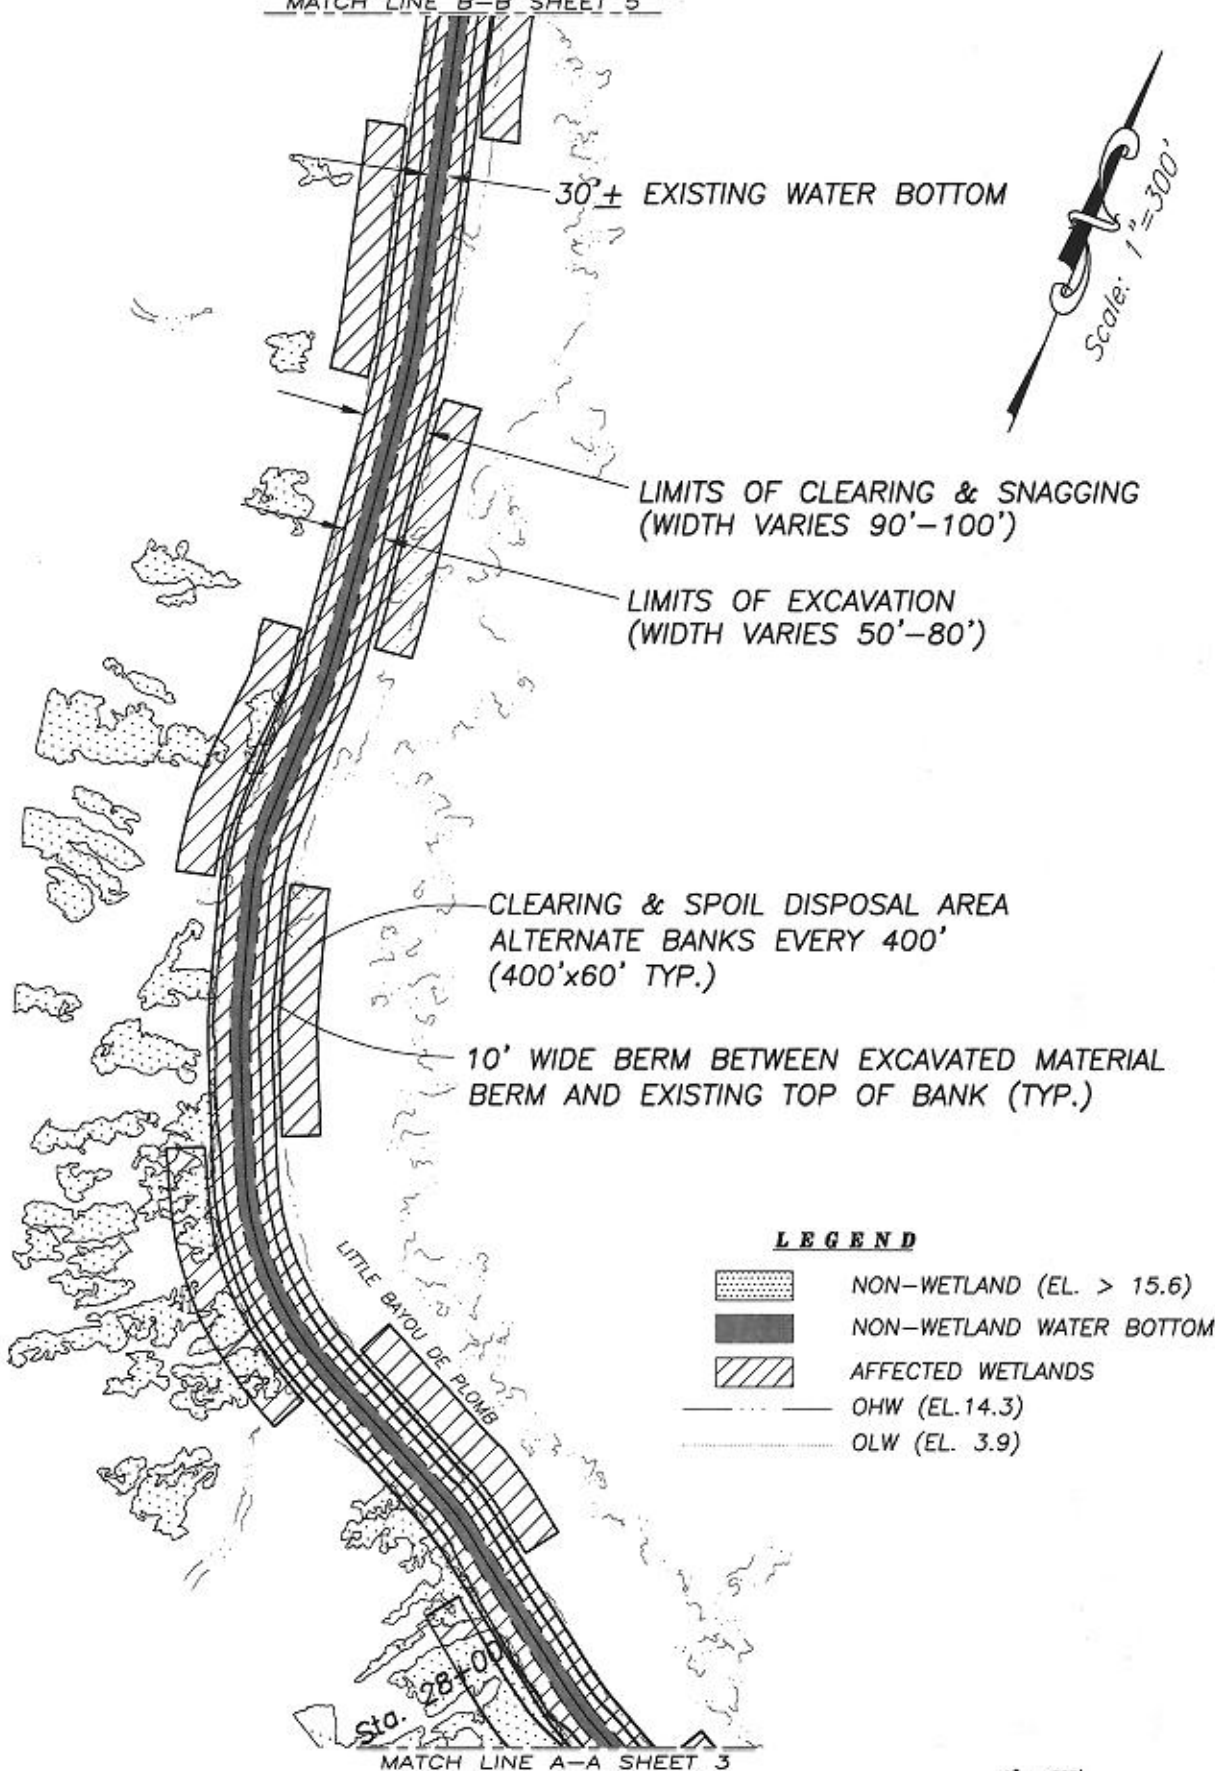 MATCH LINE B-B SHEET 5
30'± EXISTING WATER BOTTOM
Scale: 1"=300'
LIMITS OF CLEARING & SNAGGING
(WIDTH VARIES 90'-100')
LIMITS OF EXCAVATION
(WIDTH VARIES 50'-80')
CLEARING & SPOIL DISPOSAL AREA
ALTERNATE BANKS EVERY 400'
(400'x60' TYP.)
10' WIDE BERM BETWEEN EXCAVATED MATERIAL
BERM AND EXISTING TOP OF BANK (TYP.)
LEGEND
NON-WETLAND (EL. > 15.6)
NON-WETLAND WATER BOTTOM
AFFECTED WETLANDS
OHW (EL.14.3)
OLW (EL. 3.9)
LITTLE BAYOU DE PLOMB
Sta. 28+00
MATCH LINE A-A SHEET 3